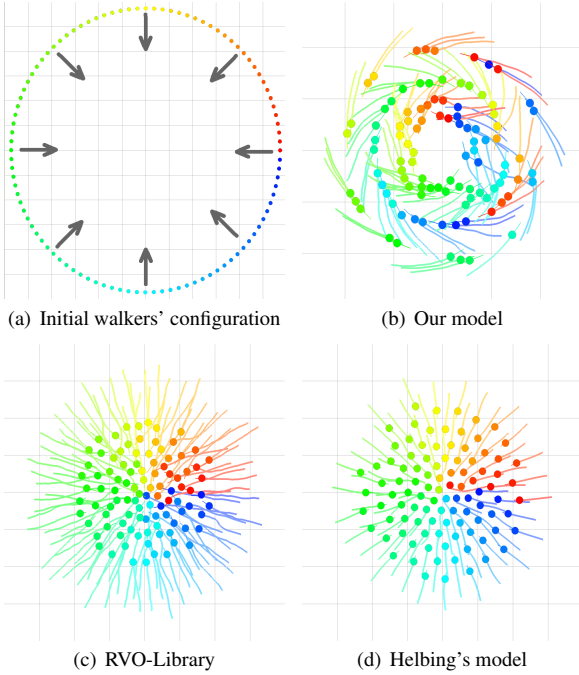 (a) Initial walkers' configuration
(b) Our model
(c) RVO-Library
(d) Helbing's model